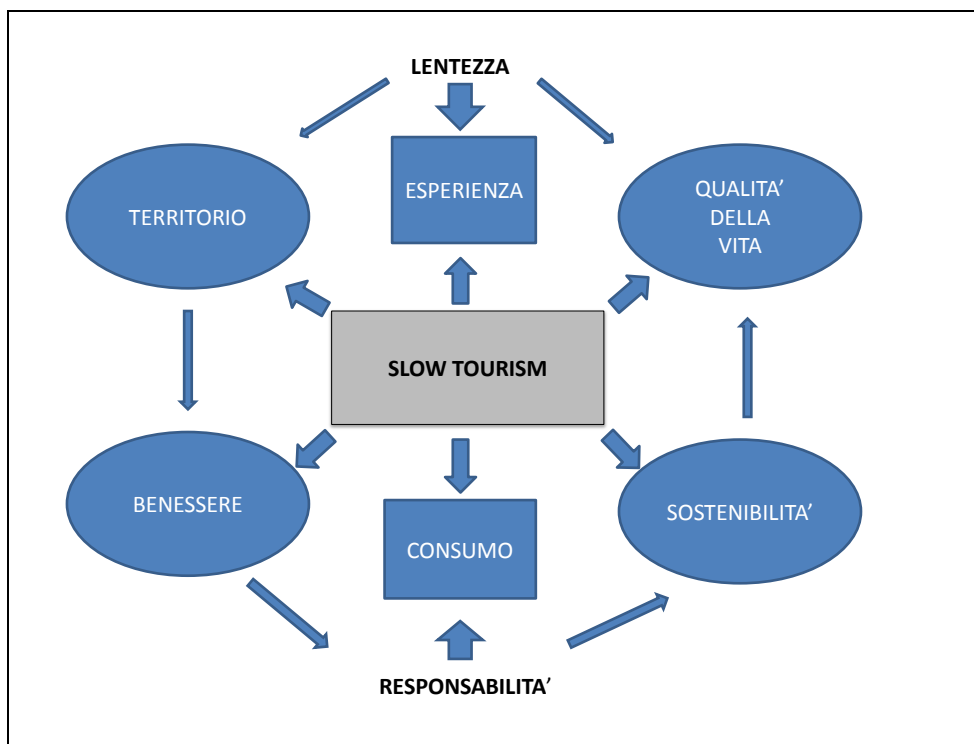 LENTEZZA
ESPERIENZA
TERRITORIO
QUALITA’
DELLA
VITA
SLOW TOURISM
BENESSERE
CONSUMO
SOSTENIBILITA’
RESPONSABILITA’